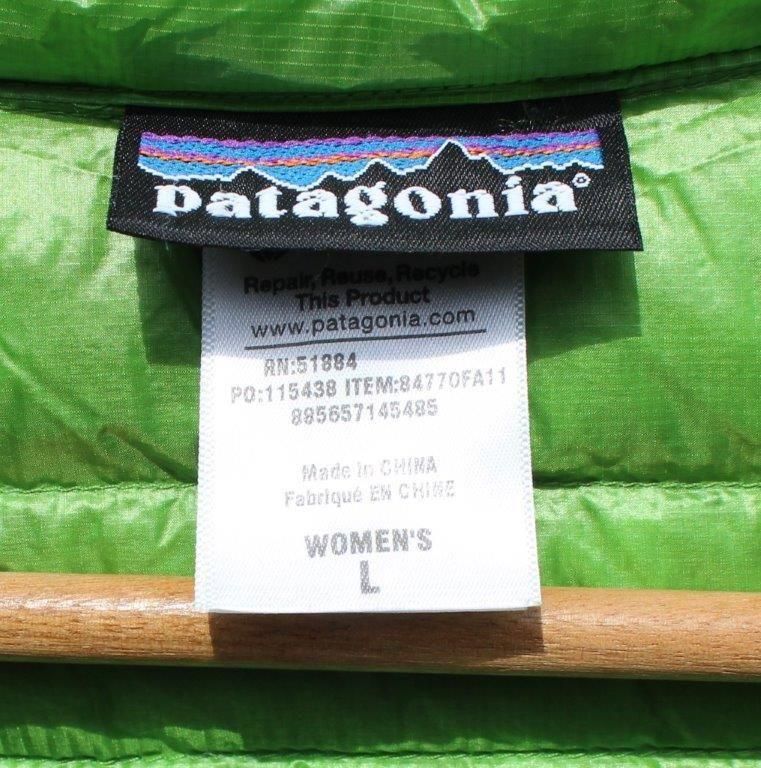 patagonia®
Repair, Reuse, Recycle
This Product
www.patagonia.com
RN:51884
PO:115438 ITEM:84770FA11
885657145485
Made in CHINA
Fabriqué EN CHINE
WOMEN'S
L